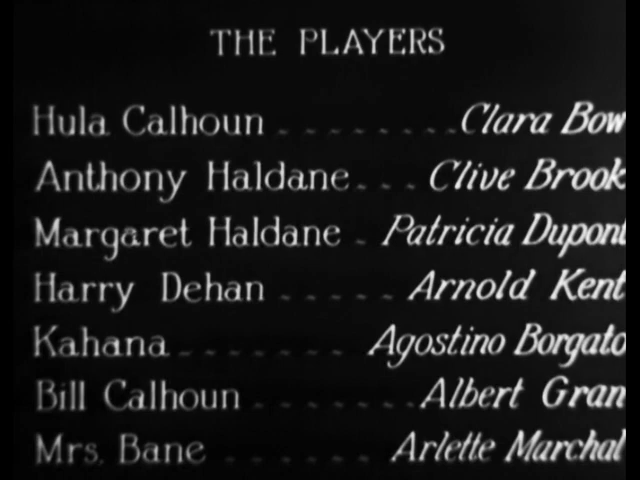 THE PLAYERS
Hula Calhoun - - - - - - - - Clara Bow
Anthony Haldane - - - Clive Brook
Margaret Haldane - Patricia Dupont
Harry Dehan - - - - - Arnold Kent
Kahana - - - - - - - Agostino Borgato
Bill Calhoun - - - - - - - Albert Gran
Mrs. Bane - - - - - - Arlette Marchal